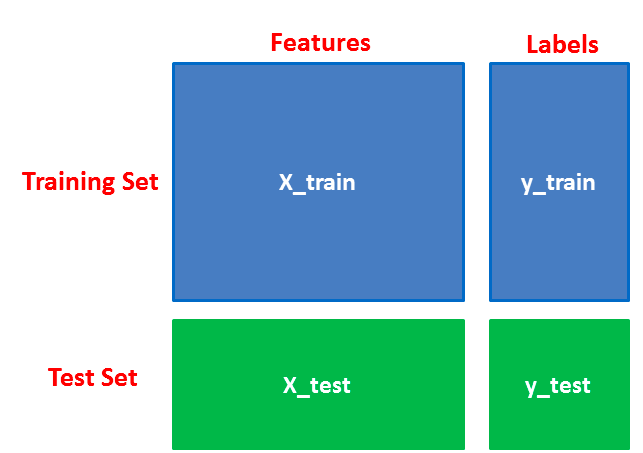 Features
Labels
Training Set
X_train
y_train
Test Set
X_test
y_test